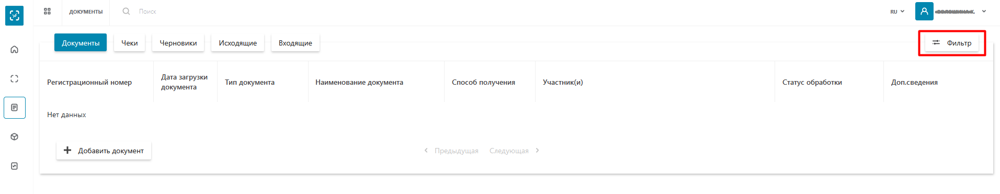 ДОКУМЕНТЫ
Поиск
RU
Документы
Чеки
Черновики
Исходящие
Входящие
Фильтр
Регистрационный номер
Дата загрузки
документа
Тип документа
Наименование документа
Способ получения
Участник(и)
Статус обработки
Доп.сведения
Нет данных
Добавить документ
Предыдущая
Следующая